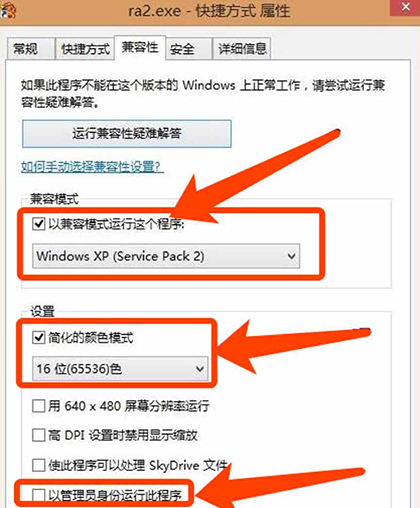 ra2.exe - 快捷方式 属性
常规 快捷方式 兼容性 安全 详细信息
如果此程序不能在这个版本的 Windows 上正常工作，请尝试运行兼
容性疑难解答。
运行兼容性疑难解答
如何手动选择兼容性设置?
兼容模式
以兼容模式运行这个程序:
Windows XP (Service Pack 2)
设置
简化的颜色模式
16 位(65536)色
用 640 x 480 屏幕分辨率运行
高 DPI 设置时禁用显示缩放
使此程序可以处理 SkyDrive 文件
以管理员身份运行此程序